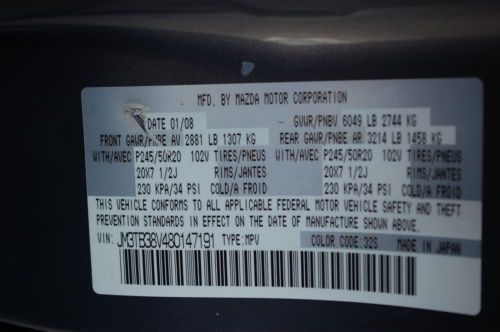 MFD. BY MAZDA MOTOR CORPORATION
DATE 01/08 GVWR/PNBV 6049 LB 2744 KG
FRONT GAWR/PNBE AV 2881 LB 1307 KG REAR GAWR/PNBE AR 3214 LB 1458 KG
WITH/AVEC P245/50R20 102V TIRES/PNEUS WITH/AVEC P245/50R20 102V TIRES/PNEUS
20X7 1/2J RIMS/JANTES 20X7 1/2J RIMS/JANTES
230 KPA/34 PSI COLD/A FROID 230 KPA/34 PSI COLD/A FROID
THIS VEHICLE CONFORMS TO ALL APPLICABLE FEDERAL MOTOR VEHICLE SAFETY AND THEFT
PREVENTION STANDARDS IN EFFECT ON THE DATE OF MANUFACTURE SHOWN ABOVE.
VIN: JM3TB38V480147191 TYPE:MPV COLOR CODE:32S MADE IN JAPAN